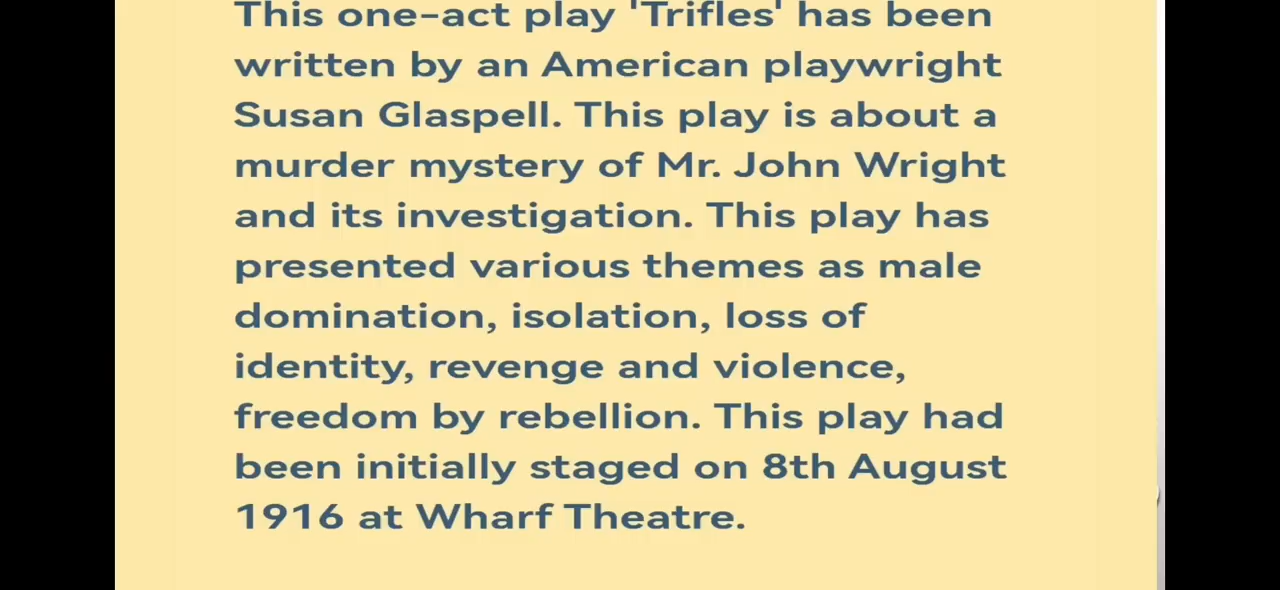 This one-act play 'Trifles' has been
written by an American playwright
Susan Glaspell. This play is about a
murder mystery of Mr. John Wright
and its investigation. This play has
presented various themes as male
domination, isolation, loss of
identity, revenge and violence,
freedom by rebellion. This play had
been initially staged on 8th August
1916 at Wharf Theatre.